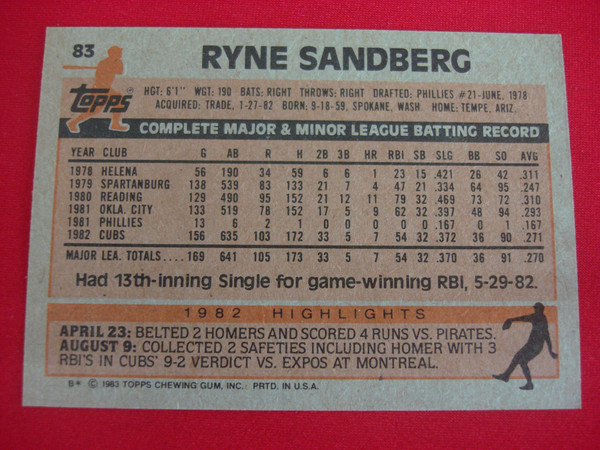 83
RYNE SANDBERG
TOPPS
HGT: 6'1" WGT: 190 BATS: RIGHT THROWS: RIGHT DRAFTED: PHILLIES #21-JUNE, 1978
ACQUIRED: TRADE, 1-27-82 BORN: 9-18-59, SPOKANE, WASH. HOME: TEMPE, ARIZ.
COMPLETE MAJOR & MINOR LEAGUE BATTING RECORD
YEAR CLUB G AB R H 2B 3B HR RBI SB SLG BB SO AVG
1978 HELENA 56 190 34 59 6 6 1 23 15 .421 26 42 .311
1979 SPARTANBURG 138 539 83 133 21 7 4 47 21 .334 64 95 .247
1980 READING 129 490 95 152 21 12 11 79 32 .469 73 72 .310
1981 OKLA. CITY 133 519 78 152 17 5 9 62 32 .397 48 94 .293
1981 PHILLIES 13 6 2 1 0 0 0 0 0 .167 0 1 .167
1982 CUBS 156 635 103 172 33 5 7 54 32 .372 36 90 .271
MAJOR LEA. TOTALS.... 169 641 105 173 33 5 7 54 32 .370 36 91 .270
Had 13th-inning Single for game-winning RBI, 5-29-82.
1982 HIGHLIGHTS
APRIL 23: BELTED 2 HOMERS AND SCORED 4 RUNS VS. PIRATES.
AUGUST 9: COLLECTED 2 SAFETIES INCLUDING HOMER WITH 3
RBI'S IN CUBS' 9-2 VERDICT VS. EXPOS AT MONTREAL.
B* © 1983 TOPPS CHEWING GUM, INC. PRTD. IN U.S.A.